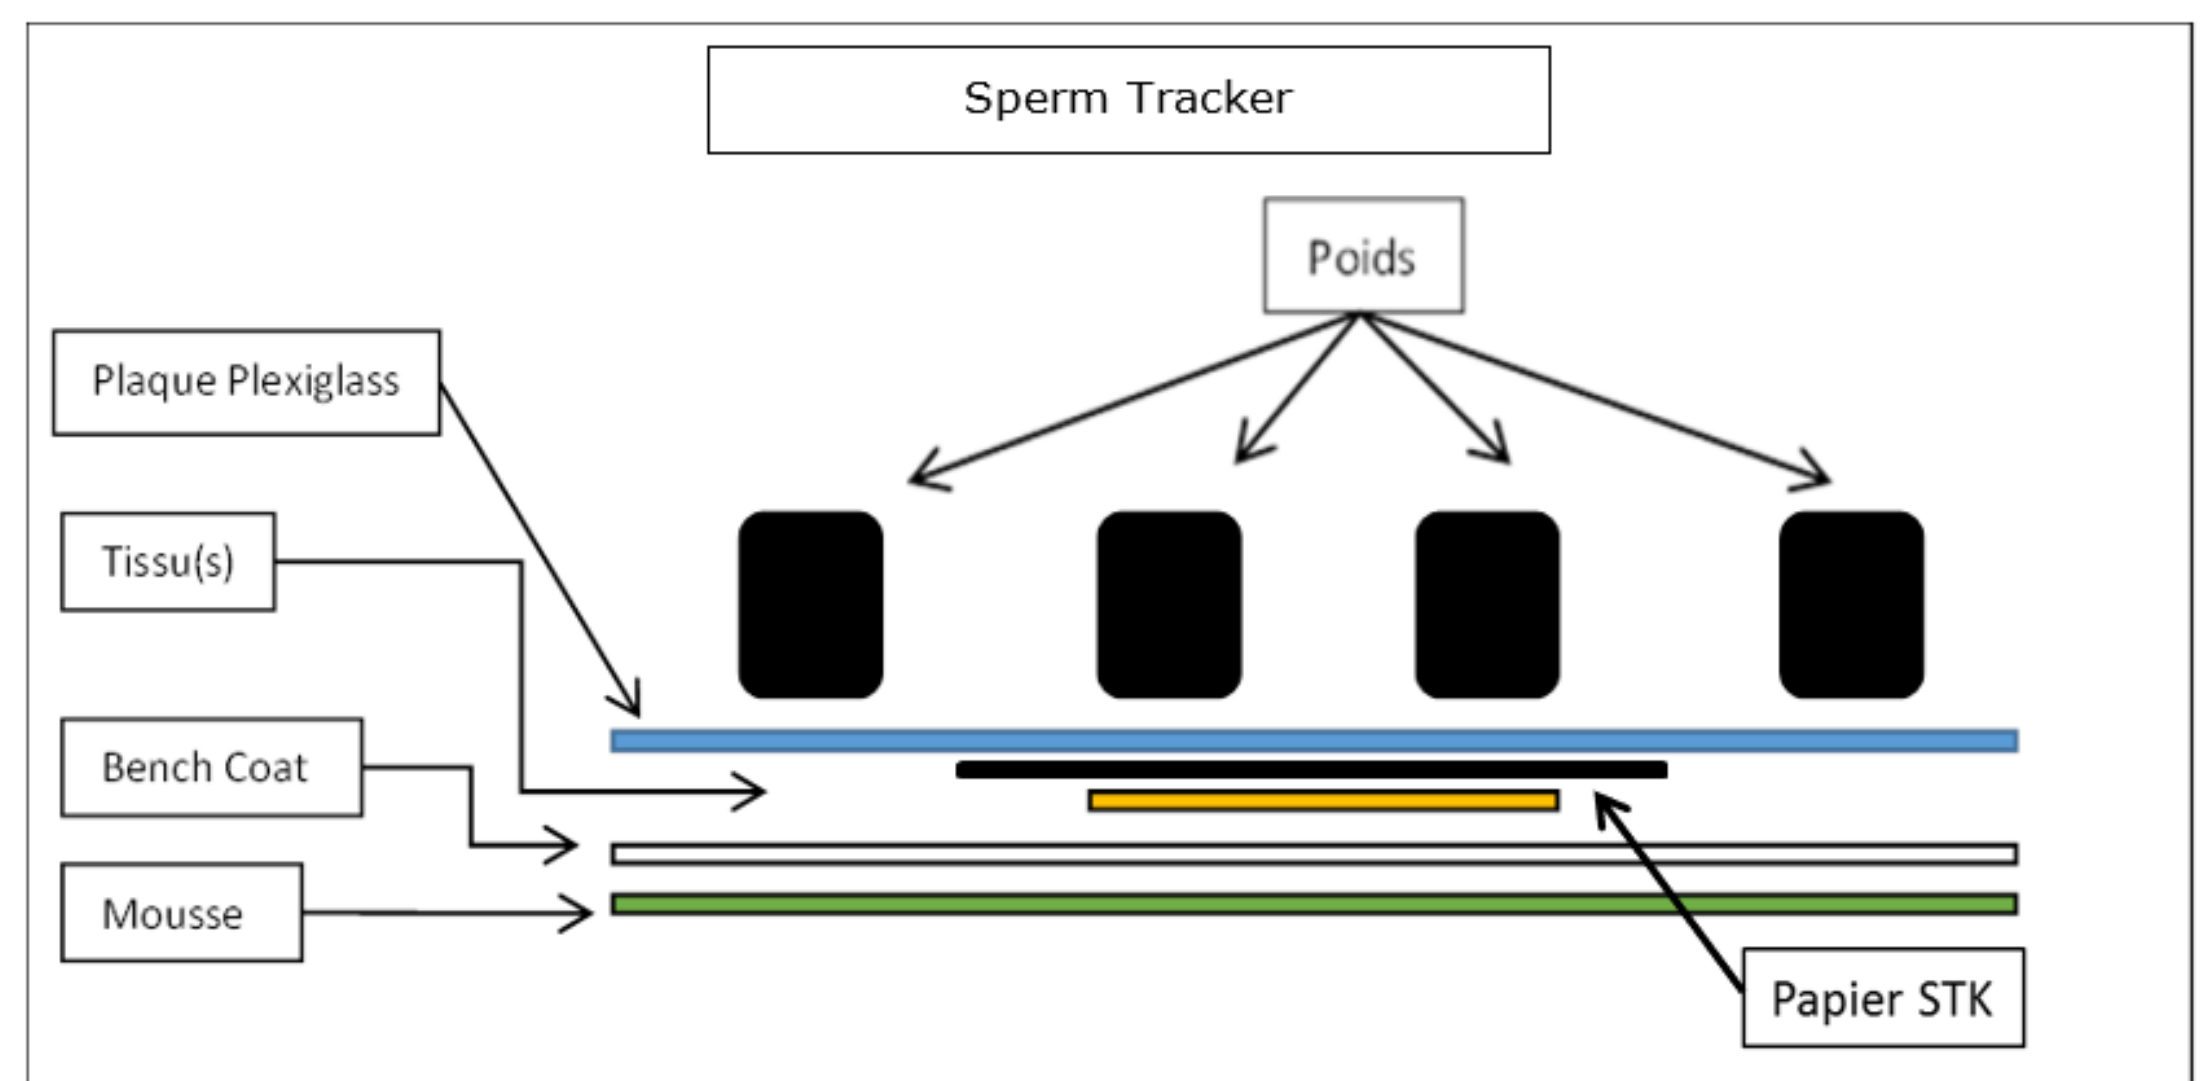 Sperm Tracker
Poids
Plaque Plexiglass
Tissu(s)
Bench Coat
Mousse
Papier STK